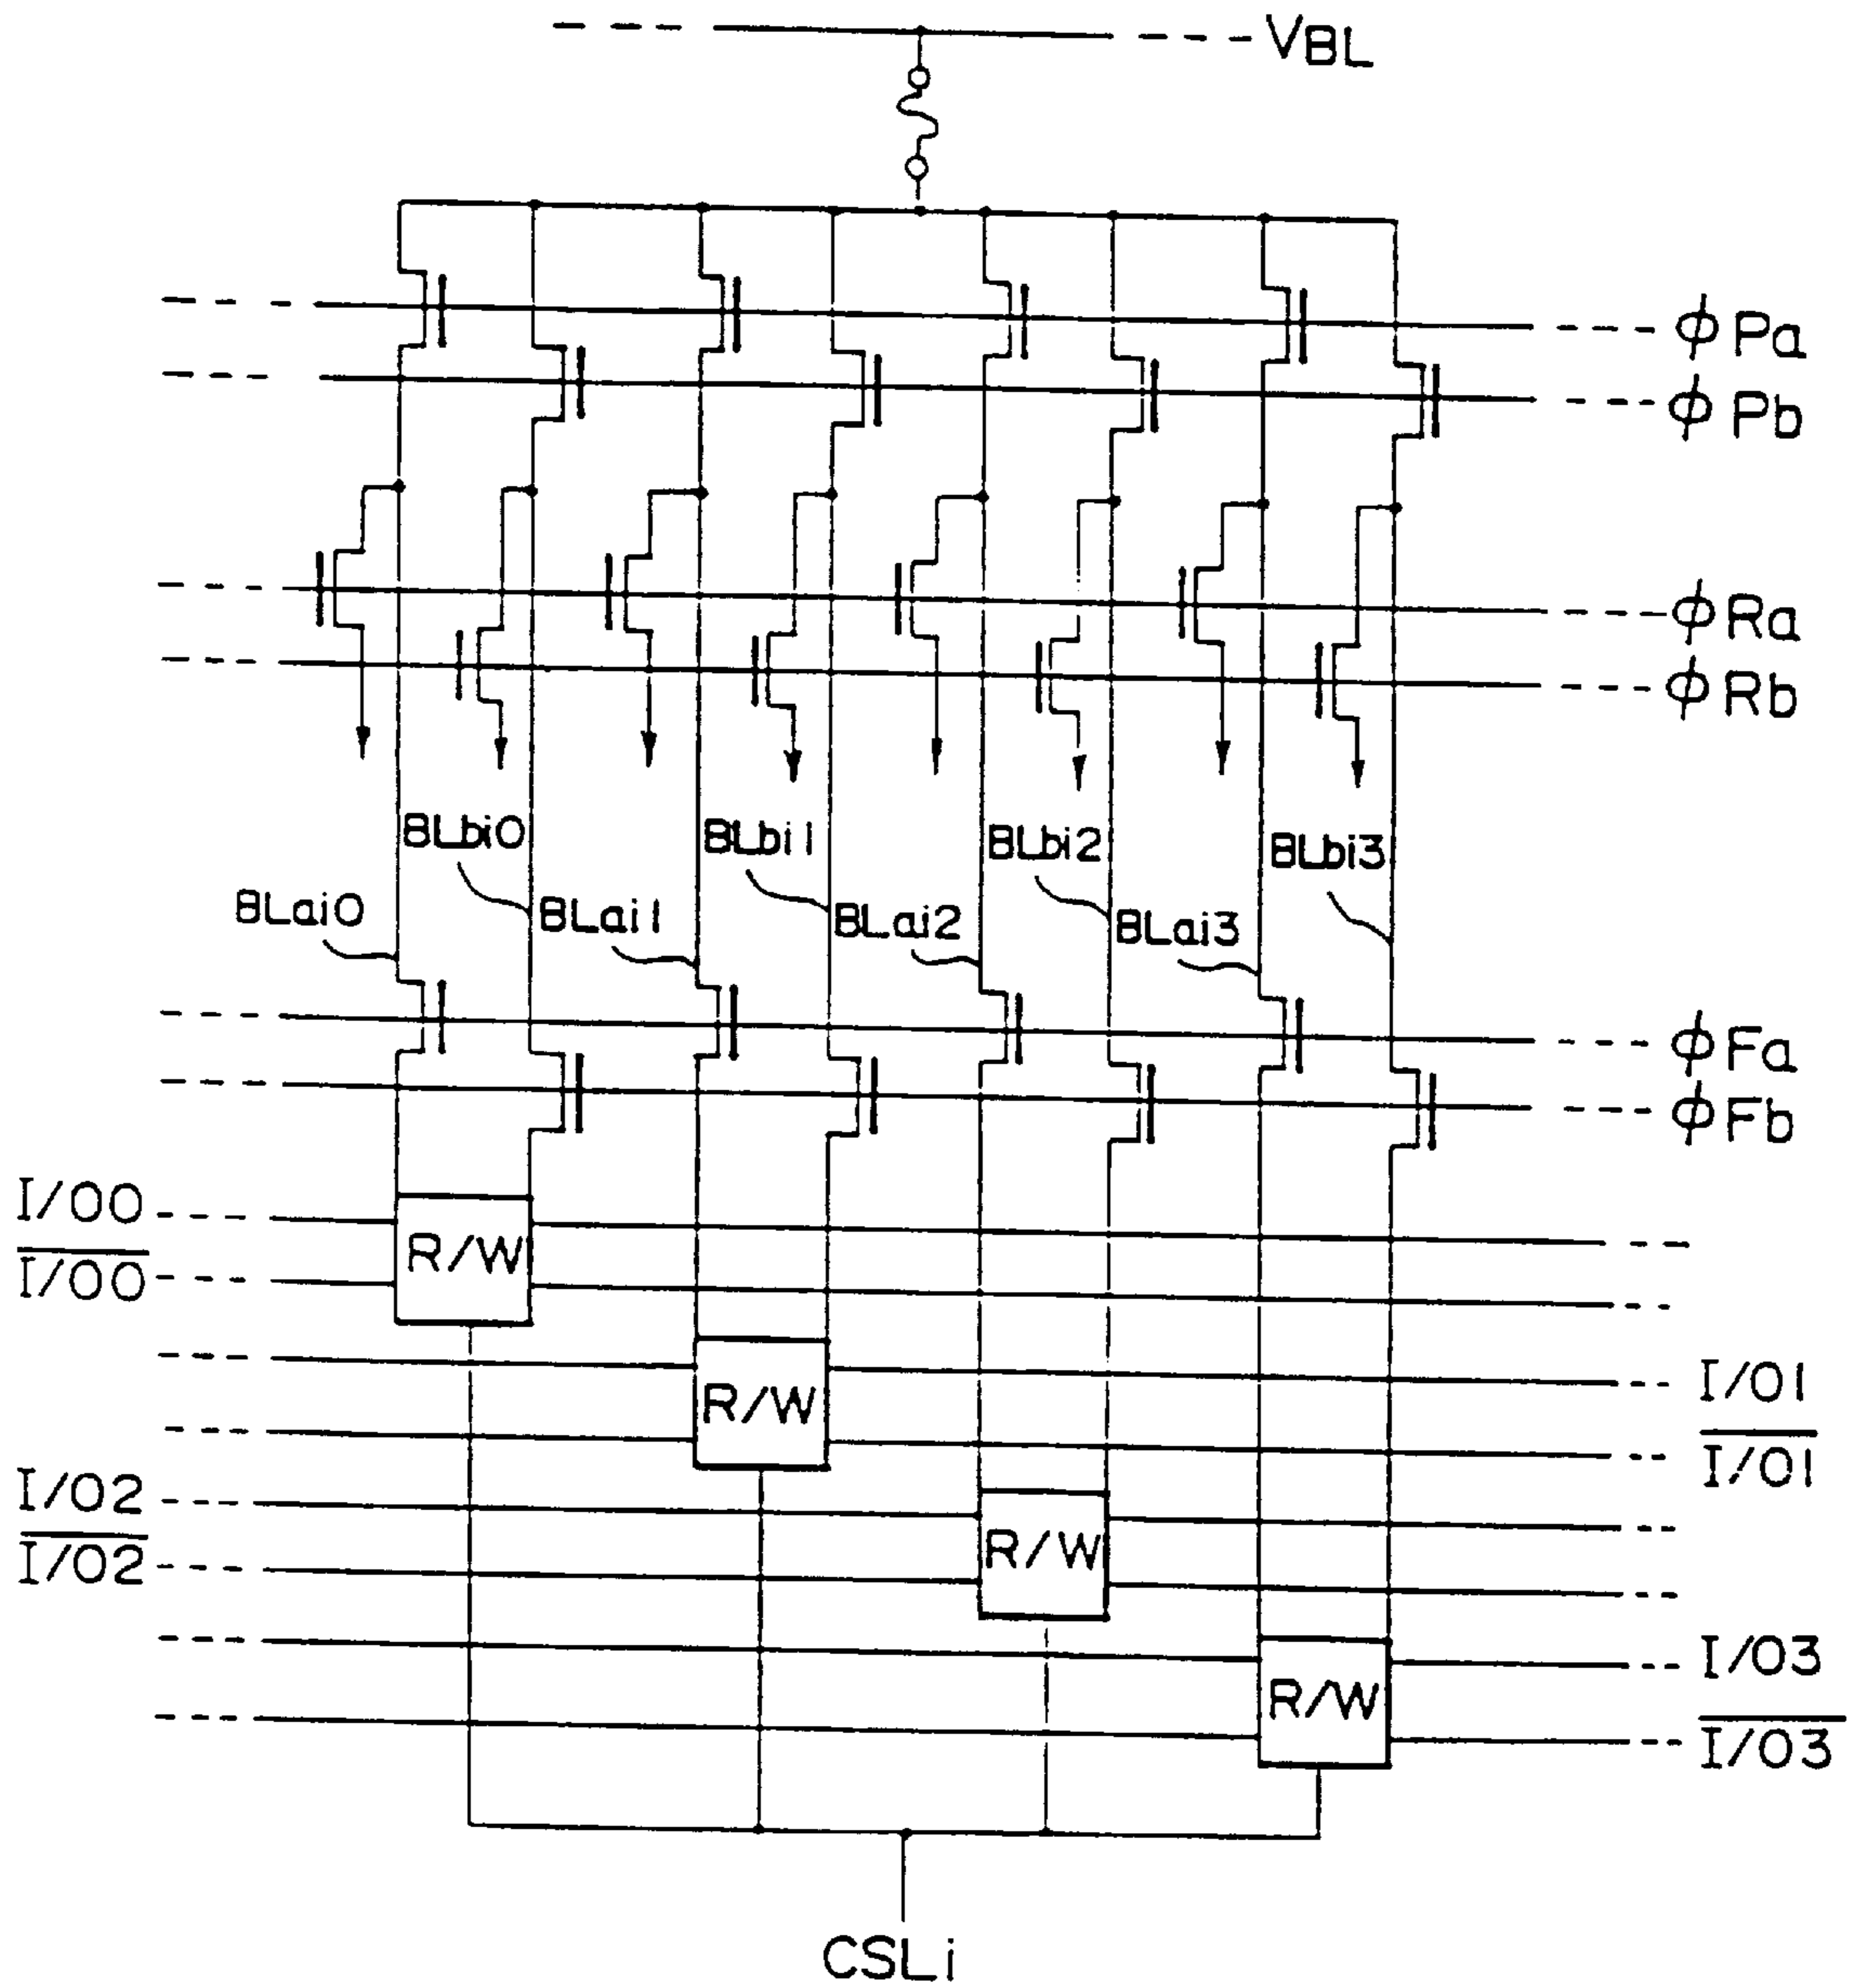 VBL
ϕPa
ϕPb
ϕRa
ϕRb
BLbi0
BLbi1
BLbi2
BLbi3
BLai0
BLai1
BLai2
BLai3
ϕFa
ϕFb
I/O0
R/W
I/O0
I/O1
R/W
I/O1
I/O2
R/W
I/O2
I/O3
R/W
I/O3
CSLi